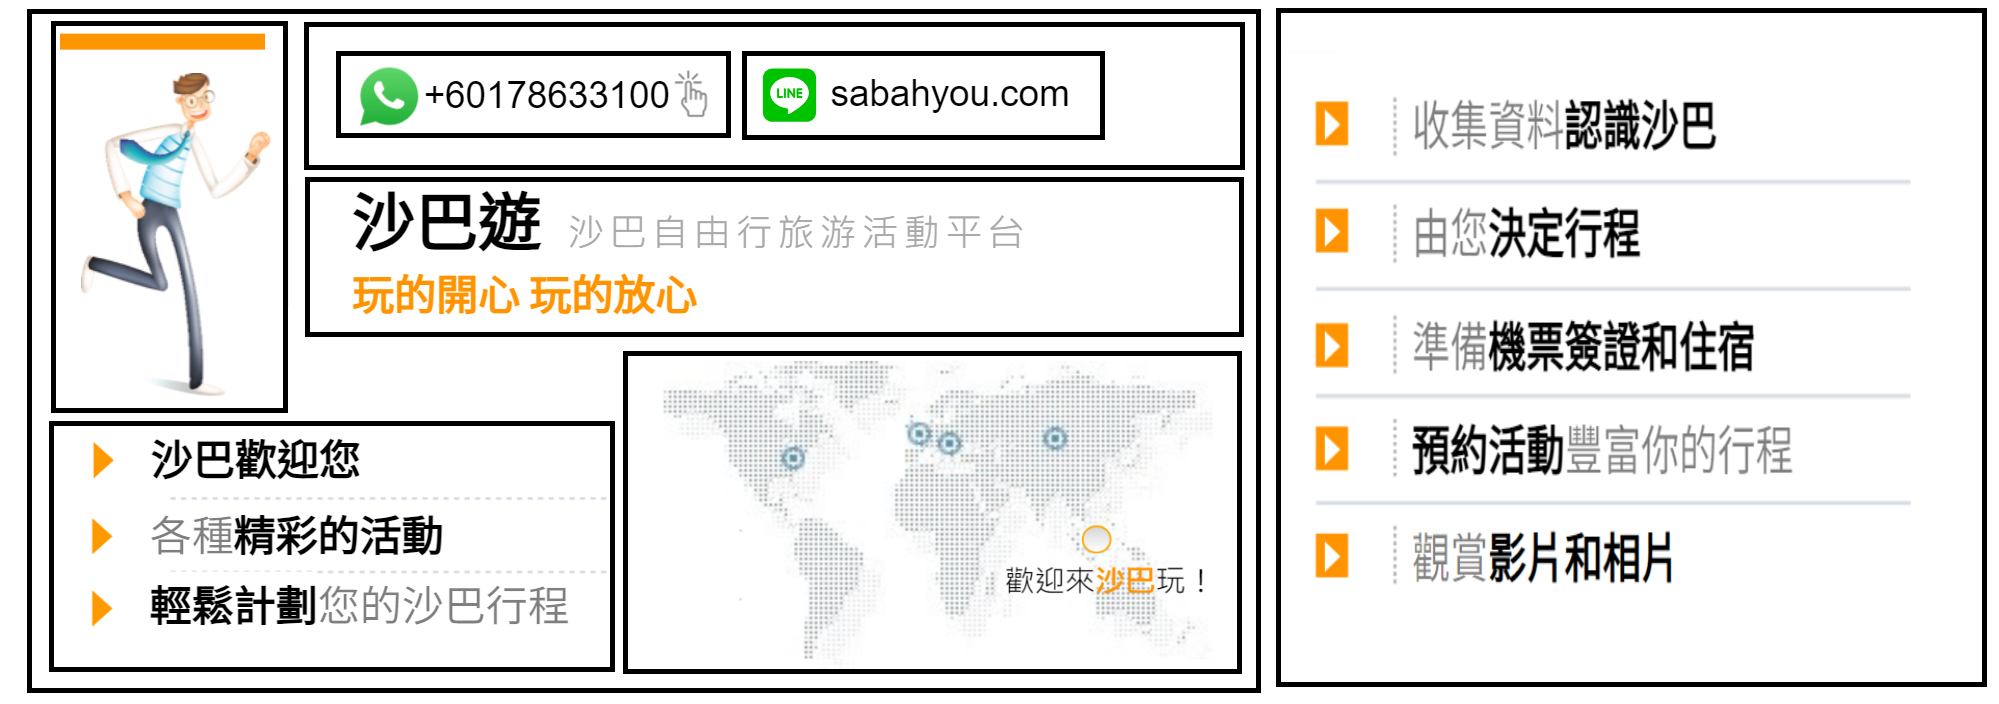 +60178633100
LINE
sabahyou.com
沙巴遊 沙巴自由行旅游活動平台
玩的開心 玩的放心
沙巴歡迎您
各種精彩的活動
輕鬆計劃您的沙巴行程
歡迎來沙巴玩！
收集資料認識沙巴
由您決定行程
準備機票簽證和住宿
預約活動豐富你的行程
觀賞影片和相片